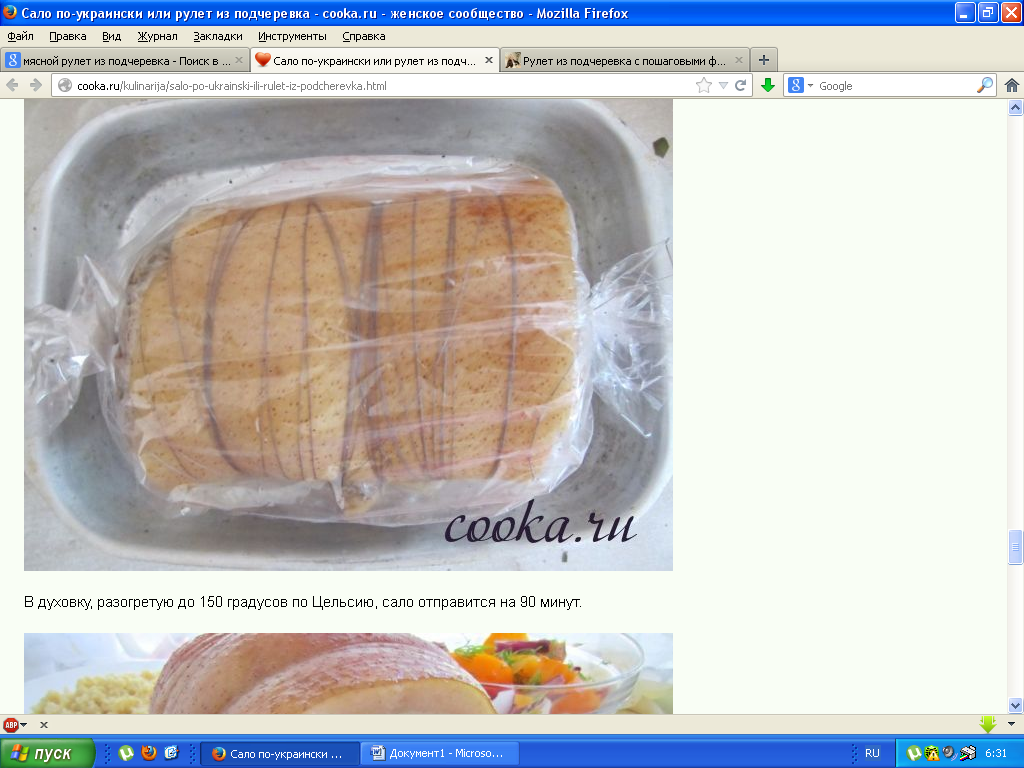 Сало по-украински или рулет из подчеревка - cooka.ru - женское сообщество - Mozilla Firefox
Файл Правка Вид Журнал Закладки Инструменты Справка
мясной рулет из подчеревка - Поиск в ... Сало по-украински или рулет из подч... Рулет из подчеревка с пошаговыми ф...
cooka.ru/kulinarija/salo-po-ukrainski-ili-rulet-iz-podcherevka.html Google
cooka.ru
В духовку, разогретую до 150 градусов по Цельсию, сало отправится на 90 минут.
ABP
пуск Сало по-украински ... Документ1 - Microso... RU 6:31